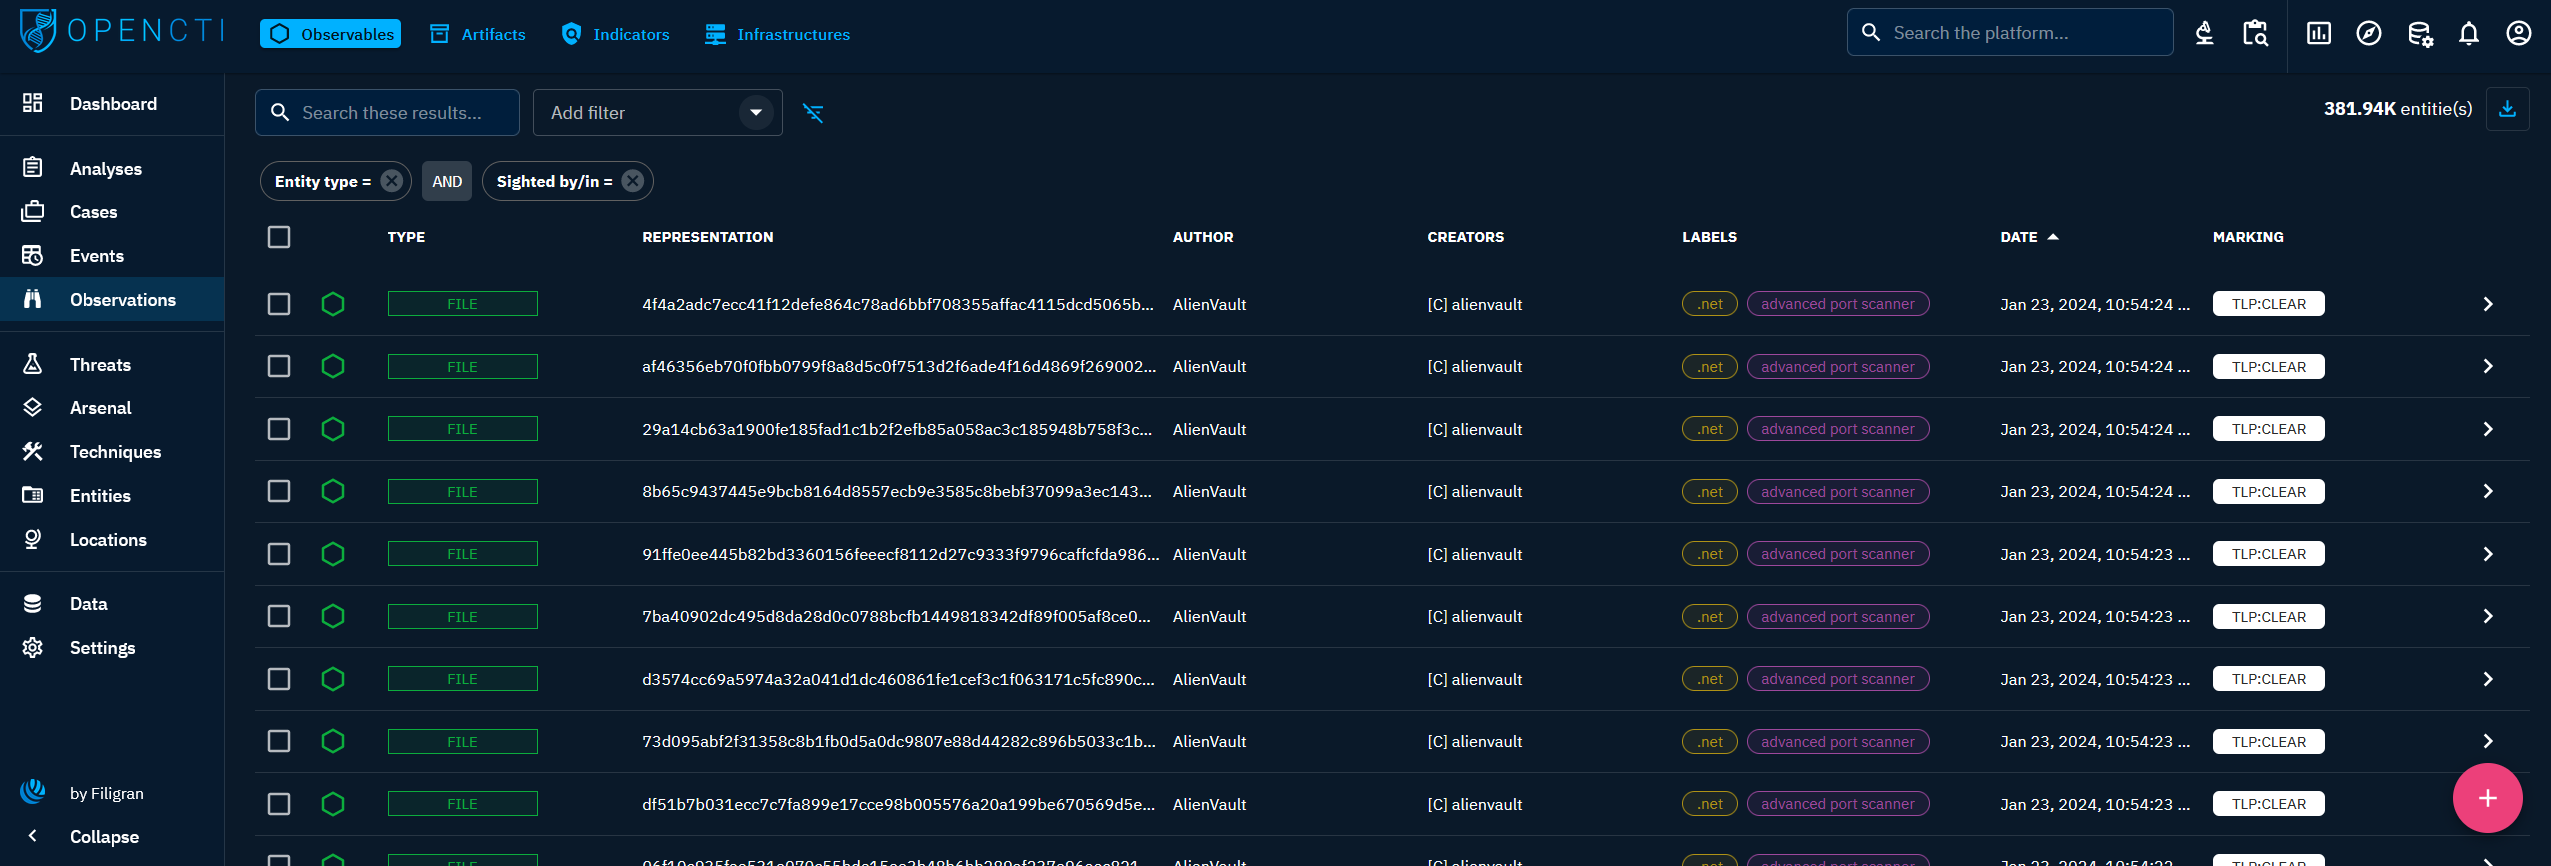 OPENCTI
Observables
Artifacts
Indicators
Infrastructures
Search the platform...
Dashboard
Analyses
Cases
Events
Observations
Threats
Arsenal
Techniques
Entities
Locations
Data
Settings
by Filigran
Collapse
Search these results...
Add filter
381.94K entitie(s)
Entity type =
AND
Sighted by/in =
TYPE REPRESENTATION AUTHOR CREATORS LABELS DATE MARKING
FILE 4f4a2adc7ecc41f12defe864c78ad6bbf708355affac4115dcd5065b... AlienVault [C] alienvault .net advanced port scanner Jan 23, 2024, 10:54:24 ... TLP:CLEAR
FILE af46356eb70f0fbb0799f8a8d5c0f7513d2f6ade4f16d4869f269002... AlienVault [C] alienvault .net advanced port scanner Jan 23, 2024, 10:54:24 ... TLP:CLEAR
FILE 29a14cb63a1900fe185fad1c1b2f2efb85a058ac3c185948b758f3c... AlienVault [C] alienvault .net advanced port scanner Jan 23, 2024, 10:54:24 ... TLP:CLEAR
FILE 8b65c9437445e9bcb8164d8557ecb9e3585c8bebf37099a3ec143... AlienVault [C] alienvault .net advanced port scanner Jan 23, 2024, 10:54:24 ... TLP:CLEAR
FILE 91ffe0ee445b82bd3360156feeecf8112d27c9333f9796caffcfda986... AlienVault [C] alienvault .net advanced port scanner Jan 23, 2024, 10:54:23 ... TLP:CLEAR
FILE 7ba40902dc495d8da28d0c0788bcfb1449818342df89f005af8ce0... AlienVault [C] alienvault .net advanced port scanner Jan 23, 2024, 10:54:23 ... TLP:CLEAR
FILE d3574cc69a5974a32a041d1dc460861fe1cef3c1f063171c5fc890c... AlienVault [C] alienvault .net advanced port scanner Jan 23, 2024, 10:54:23 ... TLP:CLEAR
FILE 73d095abf2f31358c8b1fb0d5a0dc9807e88d44282c896b5033c1b... AlienVault [C] alienvault .net advanced port scanner Jan 23, 2024, 10:54:23 ... TLP:CLEAR
FILE df51b7b031ecc7c7fa899e17cce98b005576a20a199be670569d5e... AlienVault [C] alienvault .net advanced port scanner Jan 23, 2024, 10:54:23 ... TLP:CLEAR
FILE AlienVault [C] alienvault .net advanced port scanner TLP:CLEAR